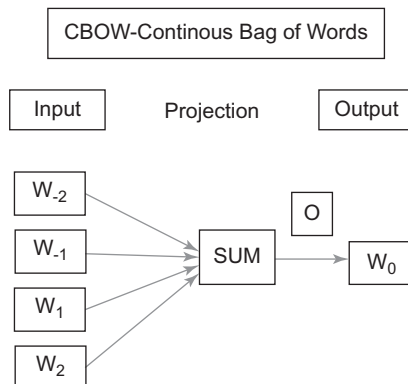 CBOW-Continous Bag of Words
Input Projection Output
W-2
W-1
W1
W2
SUM
O
W0